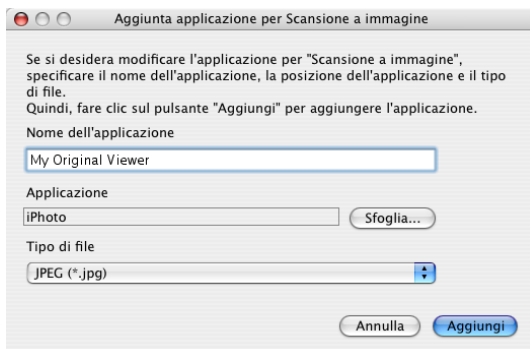 Aggiunta applicazione per Scansione a immagine
Se si desidera modificare l'applicazione per "Scansione a immagine",
specificare il nome dell'applicazione, la posizione dell'applicazione e il tipo
di file.
Quindi, fare clic sul pulsante "Aggiungi" per aggiungere l'applicazione.
Nome dell'applicazione
My Original Viewer
Applicazione
iPhoto
Sfoglia...
Tipo di file
JPEG (*.jpg)
Annulla
Aggiungi